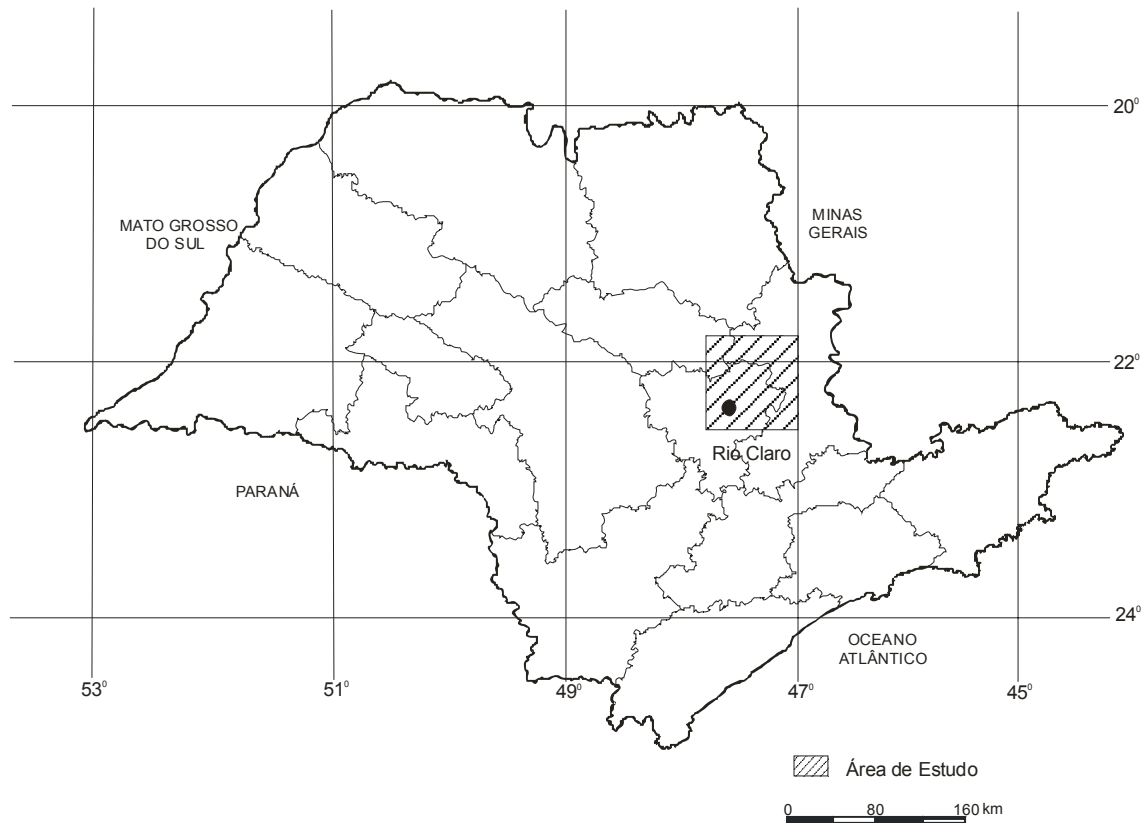 20°
MATO GROSSO
DO SUL
MINAS
GERAIS
22°
Rio Claro
PARANÁ
24°
OCEANO
ATLÂNTICO
53°
51°
49°
47°
45°
Área de Estudo
0 80 160 km